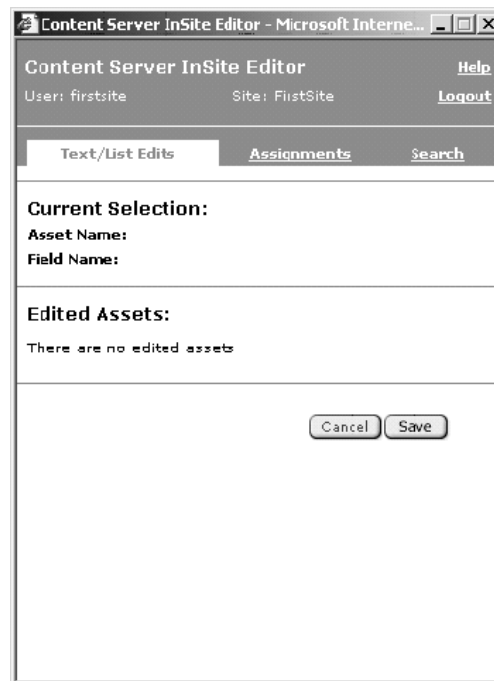 Content Server InSite Editor - Microsoft Interne...
Content Server InSite Editor Help
User: firstsite Site: FirstSite Logout
Text/List Edits Assignments Search
Current Selection:
Asset Name:
Field Name:
Edited Assets:
There are no edited assets
Cancel Save